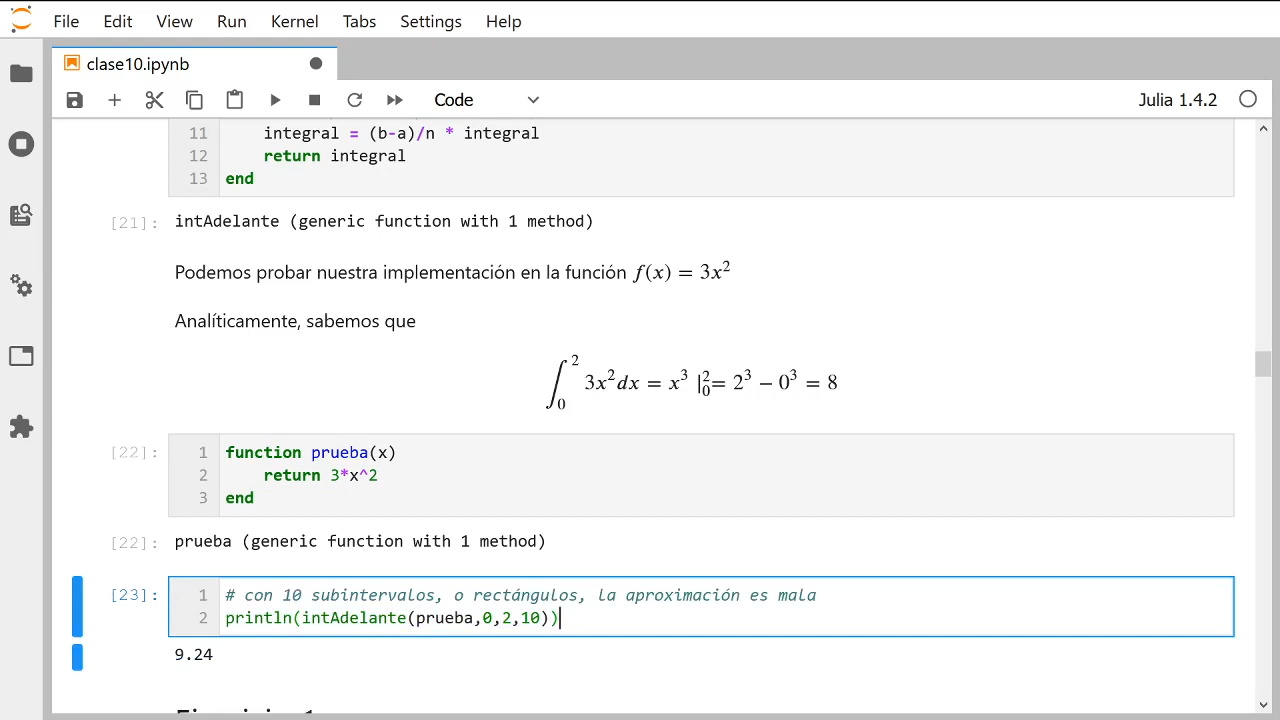 File Edit View Run Kernel Tabs Settings Help
clase10.ipynb
Code
Julia 1.4.2
11 integral = (b-a)/n * integral
12 return integral
13 end
[21]: intAdelante (generic function with 1 method)
Podemos probar nuestra implementación en la función f(x) = 3x²
Analíticamente, sabemos que
∫₀² 3x²dx = x³ |₀² = 2³ − 0³ = 8
[22]: 1 function prueba(x)
2 return 3*x^2
3 end
[22]: prueba (generic function with 1 method)
[23]: 1 # con 10 subintervalos, o rectángulos, la aproximación es mala
2 println(intAdelante(prueba,0,2,10))
9.24